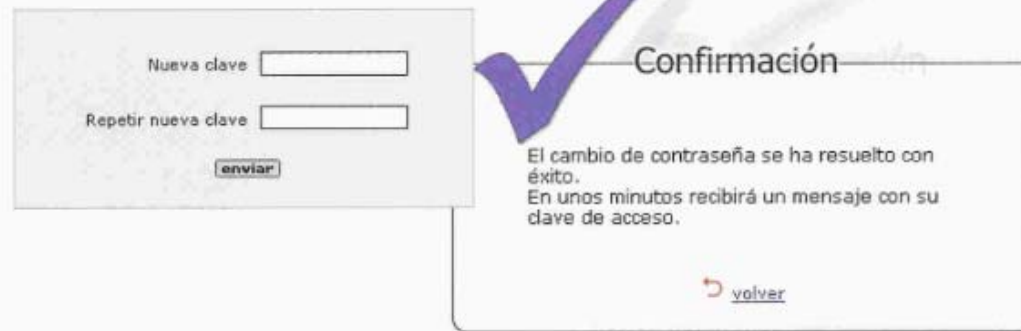 Nueva clave
Repetir nueva clave
enviar
Confirmación
El cambio de contraseña se ha resuelto con
éxito.
En unos minutos recibirá un mensaje con su
clave de acceso.
volver